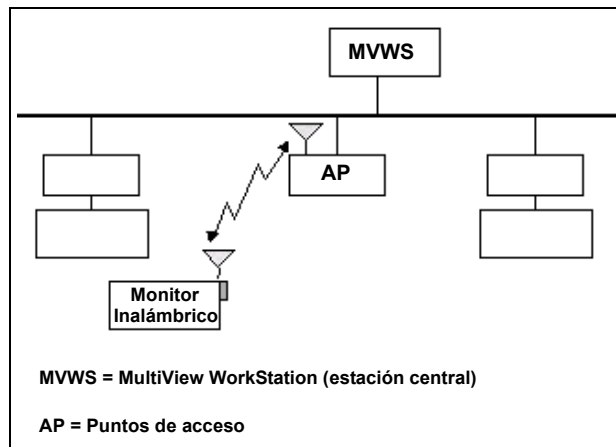 MVWS
AP
Monitor
Inalámbrico
MVWS = MultiView WorkStation (estación central)
AP = Puntos de acceso